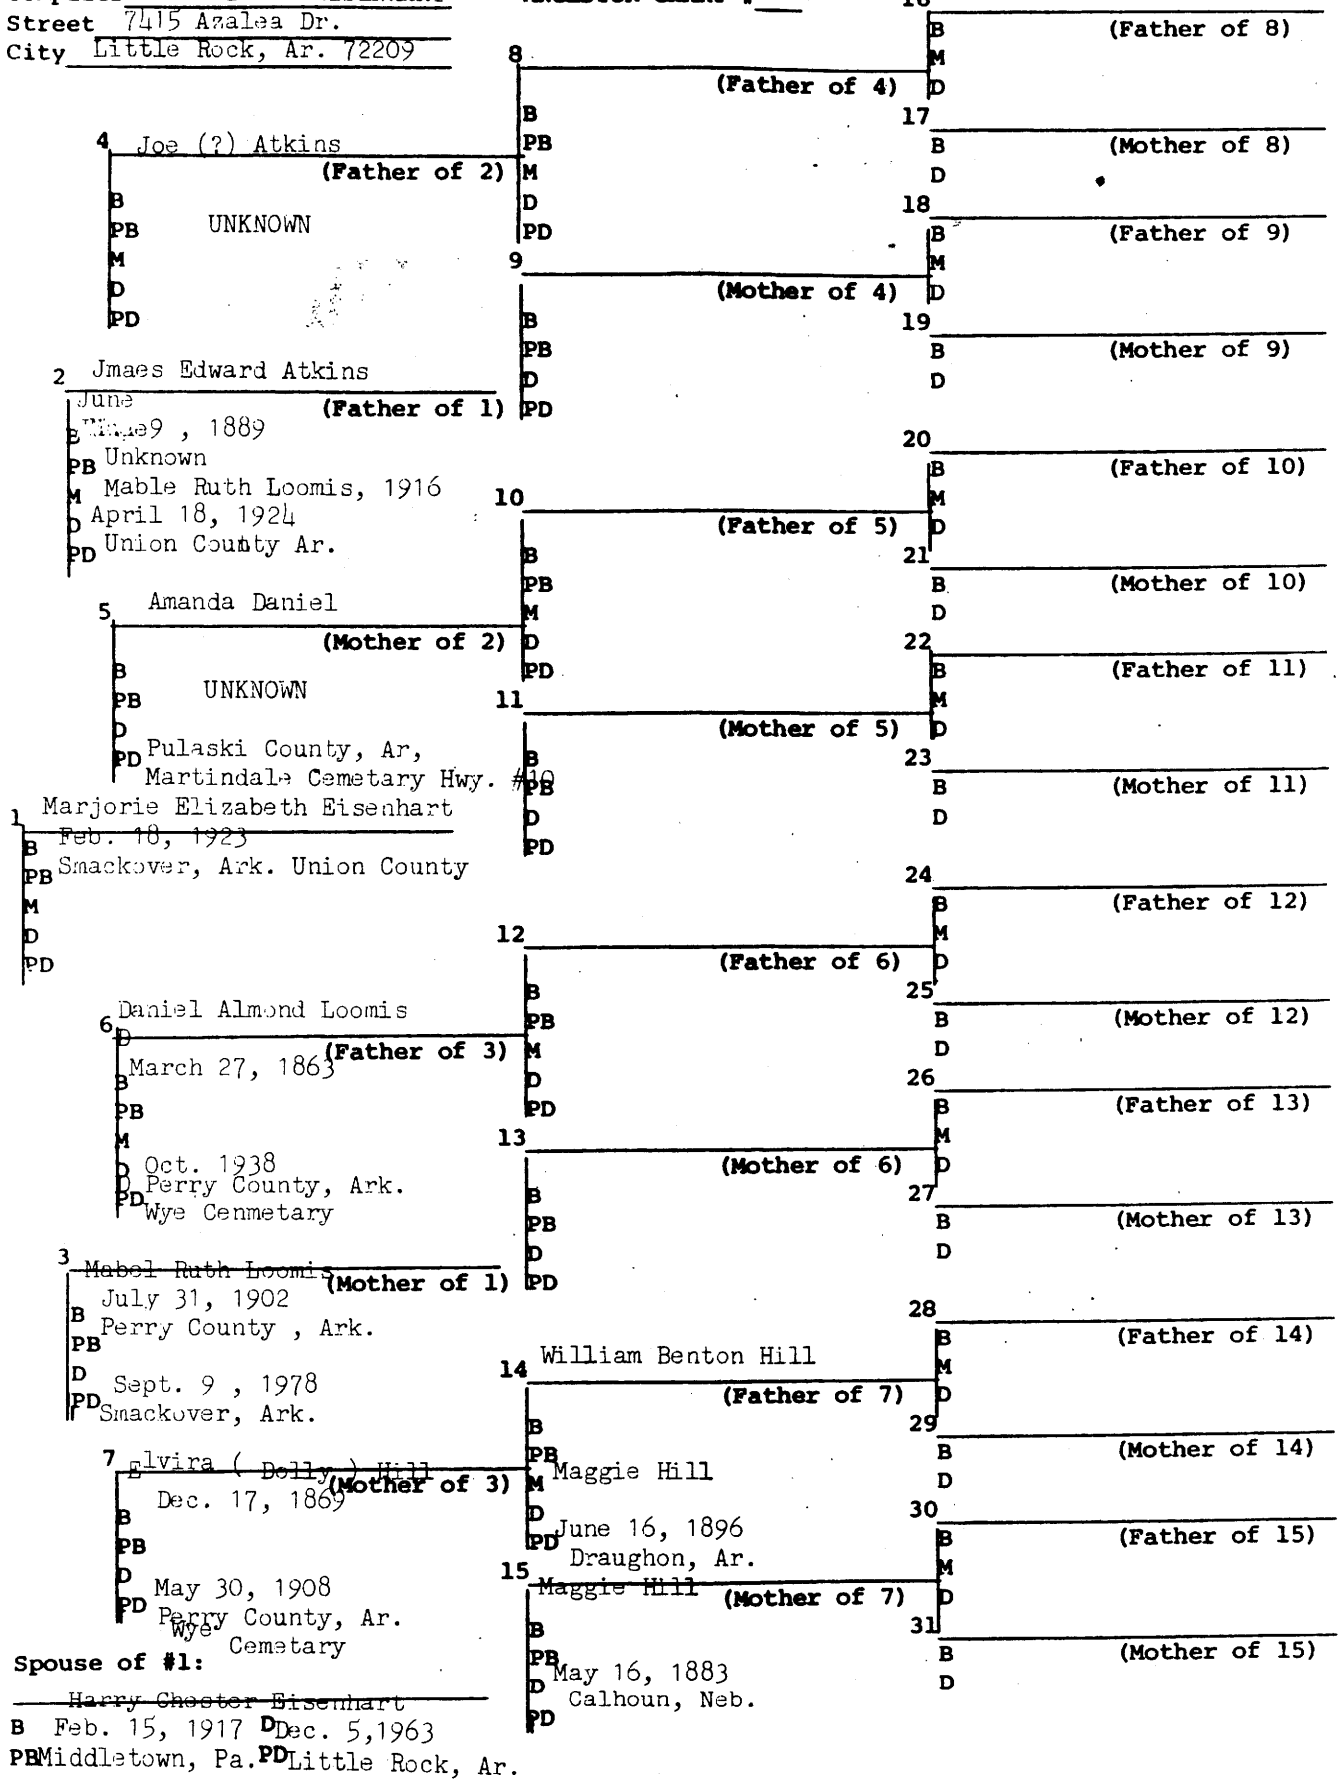 Street 7415 Azalea Dr.
City Little Rock, Ar. 72209
4 Joe (?) Atkins
(Father of 2)
B
PB UNKNOWN
M
D
PD
2 Jmaes Edward Atkins
(Father of 1)
June
B 9 , 1889
PB Unknown
M Mable Ruth Loomis, 1916
D April 18, 1924
PD Union County Ar.
5 Amanda Daniel
(Mother of 2)
B
PB UNKNOWN
D
PD Pulaski County, Ar,
Martindale Cemetary Hwy. #10
1 Marjorie Elizabeth Eisenhart
B Feb. 18, 1923
PB Smackover, Ark. Union County
M
D
PD
6 Daniel Almond Loomis
D
(Father of 3)
B March 27, 1863
PB
M
D Oct. 1938
D Perry County, Ark.
PD Wye Cenmetary
3 Mabel Ruth Loomis
(Mother of 1)
B July 31, 1902
PB Perry County , Ark.
D Sept. 9 , 1978
PD Smackover, Ark.
7 Elvira ( Dolly ) Hill
(Mother of 3)
B Dec. 17, 1869
PB
D May 30, 1908
PD Perry County, Ar.
Wye Cemetary
Spouse of #1:
Harry Chester Eisenhart
B Feb. 15, 1917 D Dec. 5,1963
PB Middletown, Pa. PD Little Rock, Ar.
8
(Father of 4)
B
PB
M
D
PD
9
(Mother of 4)
B
PB
D
PD
10
(Father of 5)
B
PB
M
D
PD
11
(Mother of 5)
B
PB
D
PD
12
(Father of 6)
B
PB
M
D
PD
13
(Mother of 6)
B
PB
D
PD
14 William Benton Hill
(Father of 7)
B
PB
M Maggie Hill
D June 16, 1896
PD Draughon, Ar.
15 Maggie Hill
(Mother of 7)
B
PB
D May 16, 1883
Calhoun, Neb.
PD
16
(Father of 8)
B
M
D
17
(Mother of 8)
B
D
18
(Father of 9)
B
M
D
19
(Mother of 9)
B
D
20
(Father of 10)
B
M
D
21
(Mother of 10)
B
D
22
(Father of 11)
B
M
D
23
(Mother of 11)
B
D
24
(Father of 12)
B
M
D
25
(Mother of 12)
B
D
26
(Father of 13)
B
M
D
27
(Mother of 13)
B
D
28
(Father of 14)
B
M
D
29
(Mother of 14)
B
D
30
(Father of 15)
B
M
D
31
(Mother of 15)
B
D